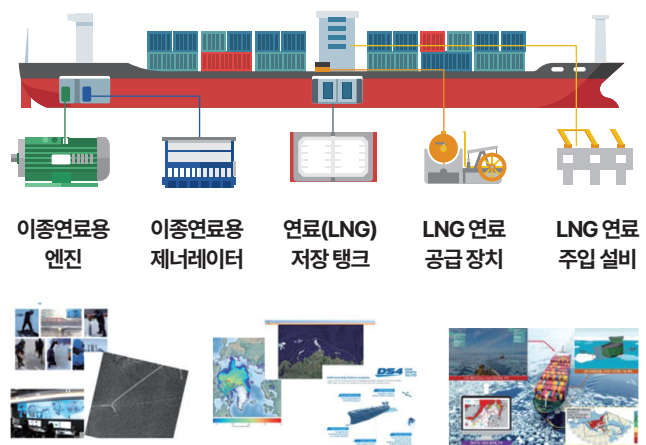 이종연료용
엔진
이종연료용
제너레이터
연료(LNG)
저장 탱크
LNG 연료
공급 장치
LNG 연료
주입 설비
DS4